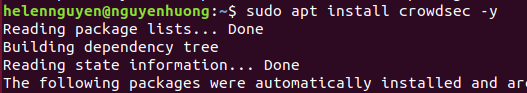 helennguyen@nguyenhuong:~$ sudo apt install crowdsec -y
Reading package lists... Done
Building dependency tree
Reading state information... Done
The following packages were automatically installed and